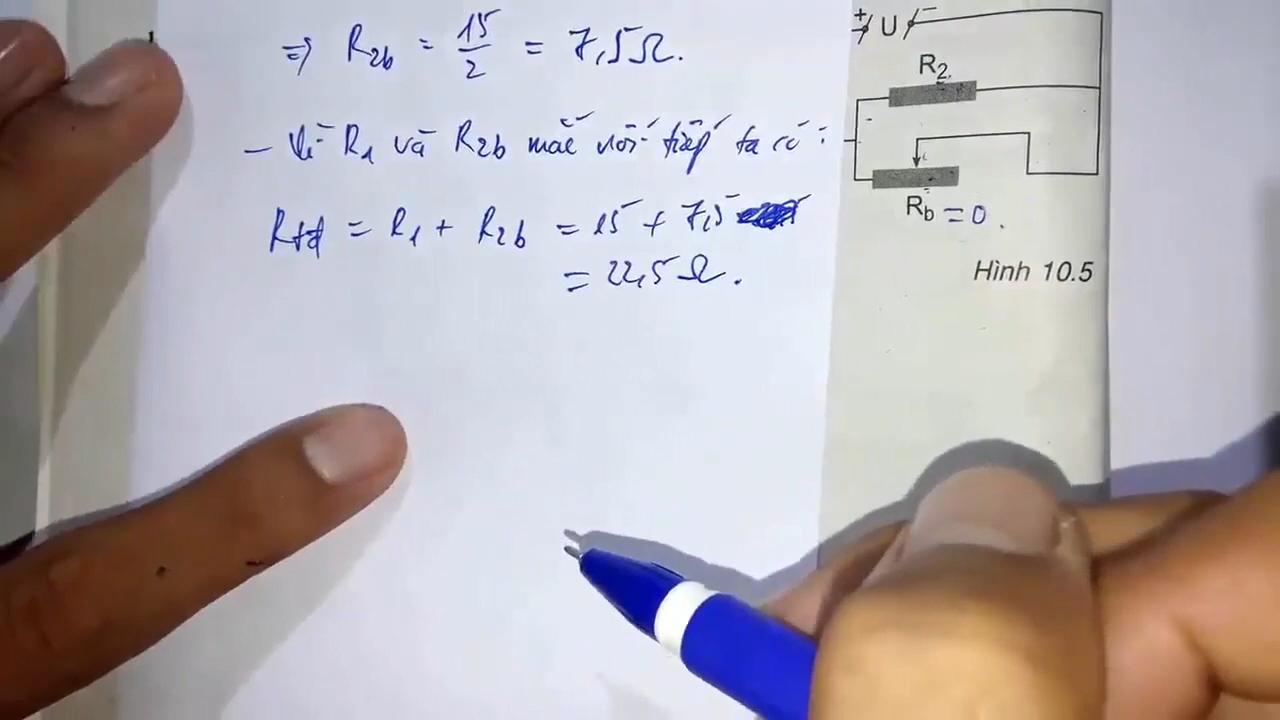 => R2b = 15/2 = 7,5Ω.
- Vì R1 và R2b mắc nối tiếp ta có:
Rtđ = R1 + R2b = 15 + 7,5
= 22,5Ω.
+ U -
R2
Rb = 0.
Hình 10.5